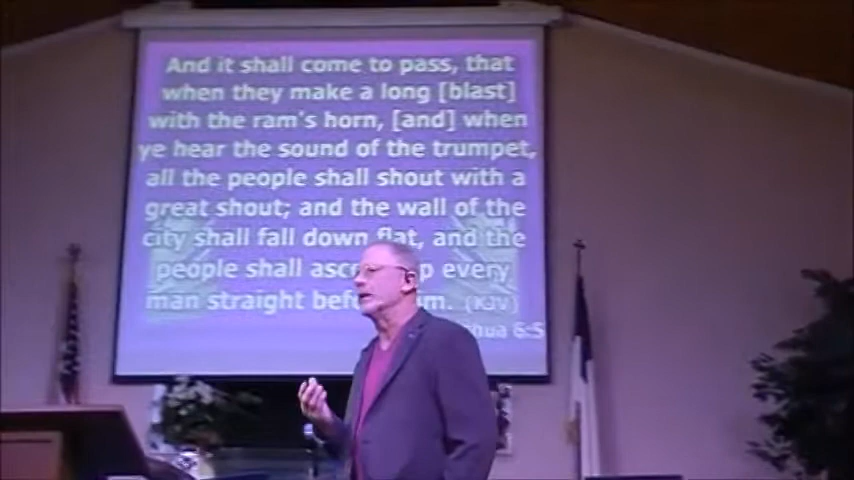 And it shall come to pass, that
when they make a long [blast]
with the ram's horn, [and] when
ye hear the sound of the trumpet,
all the people shall shout with a
great shout; and the wall of the
city shall fall down flat, and the
people shall up every
man straight im. (KJV)
6:5